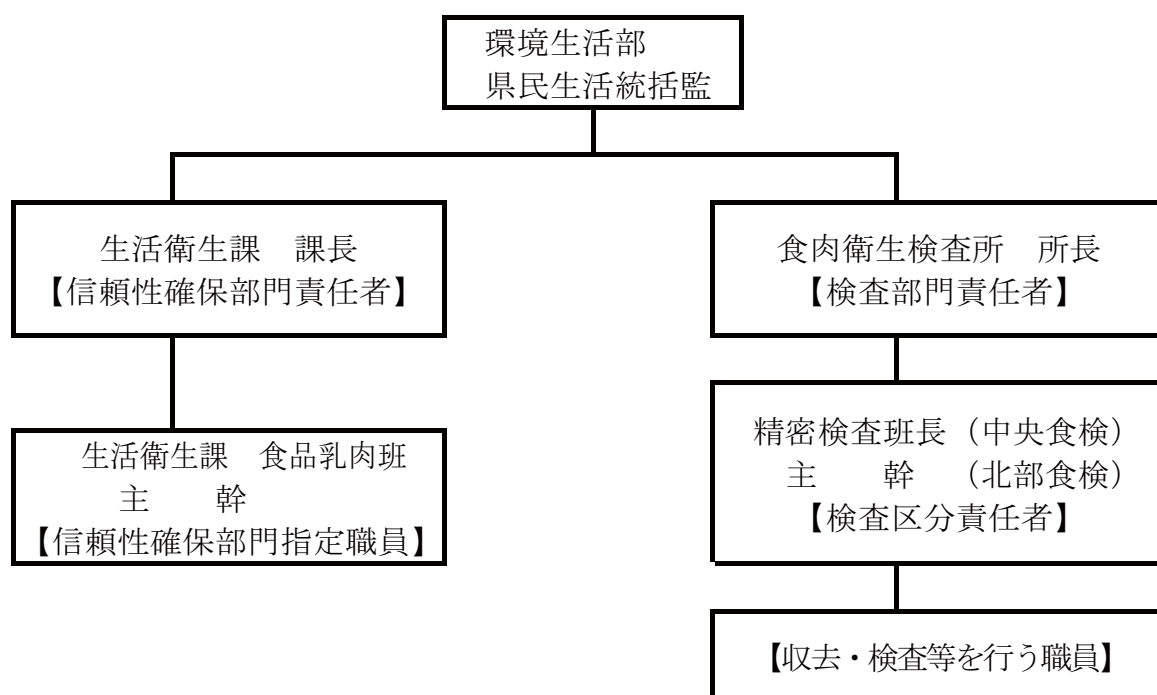 環境生活部
県民生活統括監
生活衛生課　課長
【信頼性確保部門責任者】
食肉衛生検査所　所長
【検査部門責任者】
生活衛生課　食品乳肉班
主　　幹
【信頼性確保部門指定職員】
精密検査班長（中央食検）
主　　幹　（北部食検）
【検査区分責任者】
【収去・検査等を行う職員】